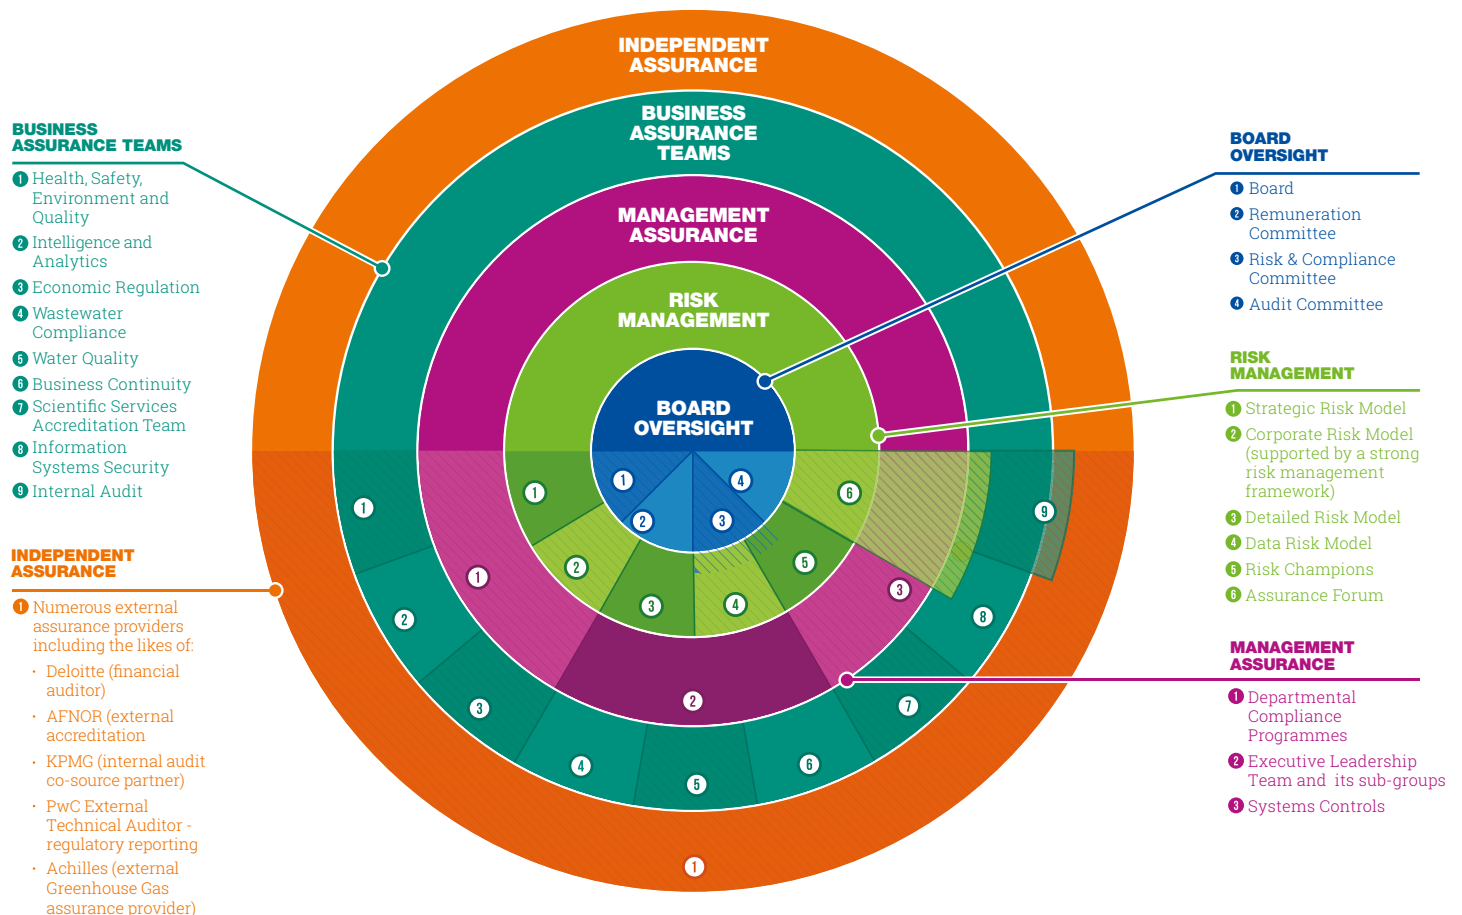 INDEPENDENT
ASSURANCE
BUSINESS
ASSURANCE
TEAMS
MANAGEMENT
ASSURANCE
RISK
MANAGEMENT
BOARD
OVERSIGHT
1
2
3
4
1
2
3
4
5
6
1
2
3
1
2
3
4
5
6
7
8
9
1
BUSINESS
ASSURANCE TEAMS
1 Health, Safety,
Environment and
Quality
2 Intelligence and
Analytics
3 Economic Regulation
4 Wastewater
Compliance
5 Water Quality
6 Business Continuity
7 Scientific Services
Accreditation Team
8 Information
Systems Security
9 Internal Audit
INDEPENDENT
ASSURANCE
1 Numerous external
assurance providers
including the likes of:
· Deloitte (financial
auditor)
· AFNOR (external
accreditation
· KPMG (internal audit
co-source partner)
· PwC External
Technical Auditor -
regulatory reporting
· Achilles (external
Greenhouse Gas
assurance provider)
BOARD
OVERSIGHT
1 Board
2 Remuneration
Committee
3 Risk & Compliance
Committee
4 Audit Committee
RISK
MANAGEMENT
1 Strategic Risk Model
2 Corporate Risk Model
(supported by a strong
risk management
framework)
3 Detailed Risk Model
4 Data Risk Model
5 Risk Champions
6 Assurance Forum
MANAGEMENT
ASSURANCE
1 Departmental
Compliance
Programmes
2 Executive Leadership
Team and its sub-groups
3 Systems Controls